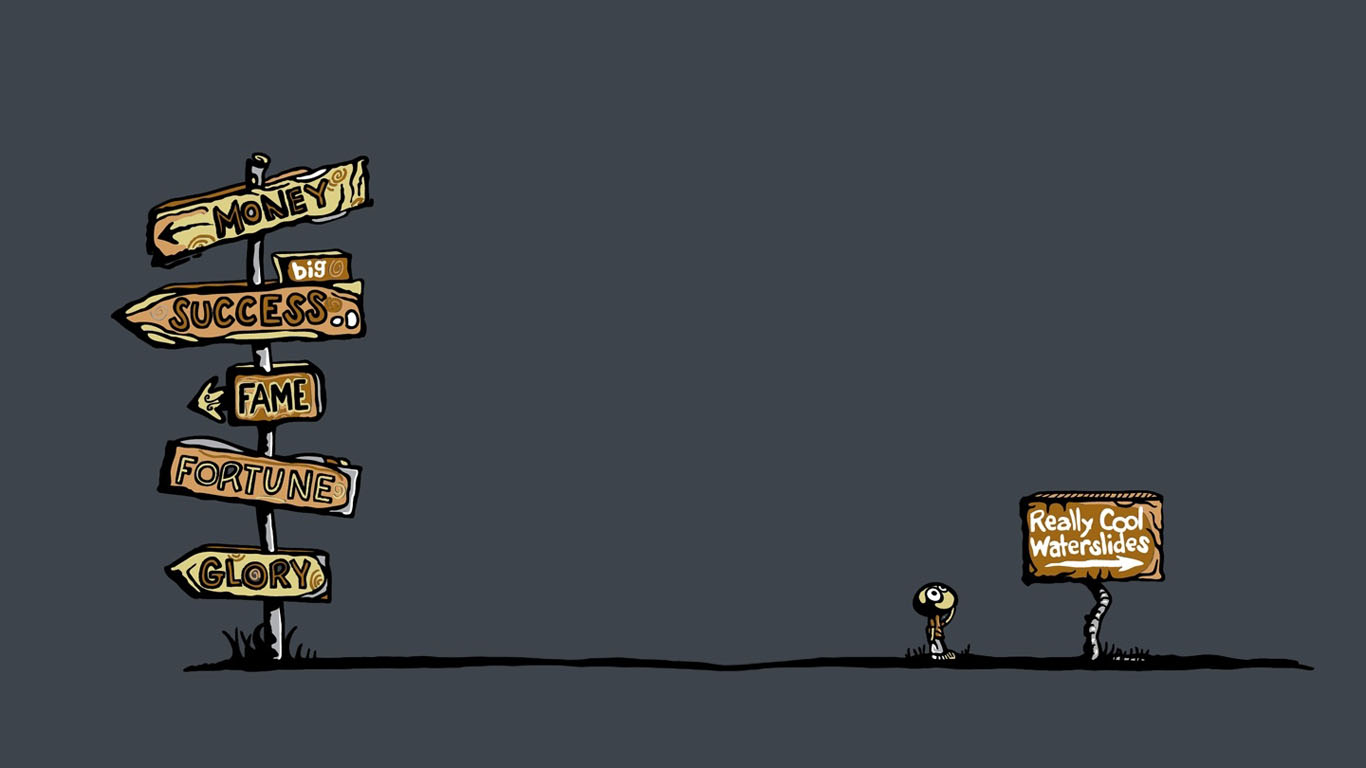 MONEY
big
SUCCESS
FAME
FORTUNE
GLORY
Really Cool
Waterslides